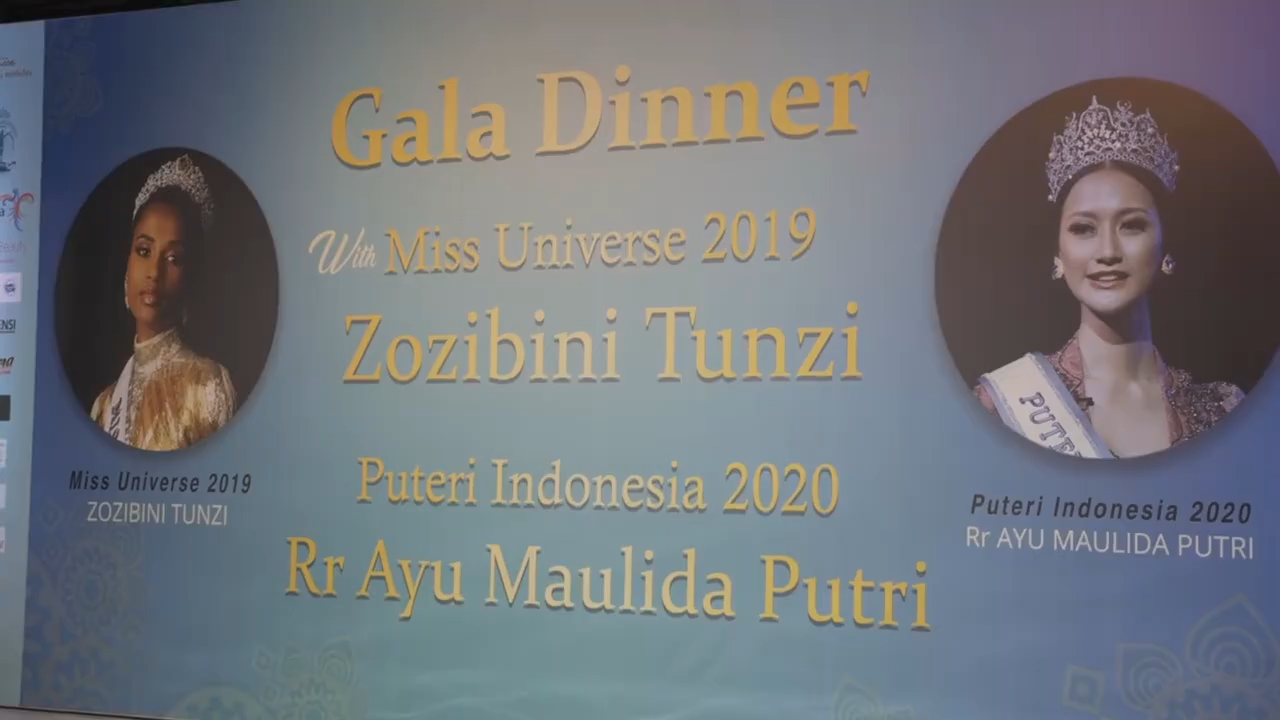 Gala Dinner
With Miss Universe 2019
Zozibini Tunzi
Puteri Indonesia 2020
Rr Ayu Maulida Putri
Miss Universe 2019
ZOZIBINI TUNZI
Puteri Indonesia 2020
Rr AYU MAULIDA PUTRI